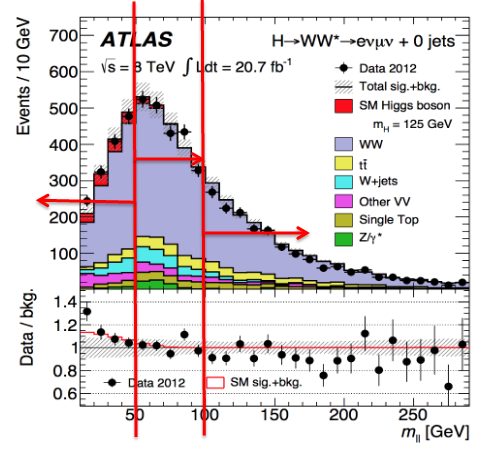 ATLAS
H→WW*→eνμν + 0 jets
√s = 8 TeV ∫Ldt = 20.7 fb⁻¹
Data 2012
Total sig.+bkg.
SM Higgs boson
m_H = 125 GeV
WW
tt̄
W+jets
Other VV
Single Top
Z/γ*
Events / 10 GeV
700
600
500
400
300
200
100
Data / bkg.
1.4
1.2
1
0.8
0.6
Data 2012
SM sig.+bkg.
50 100 150 200 250
m_ll [GeV]